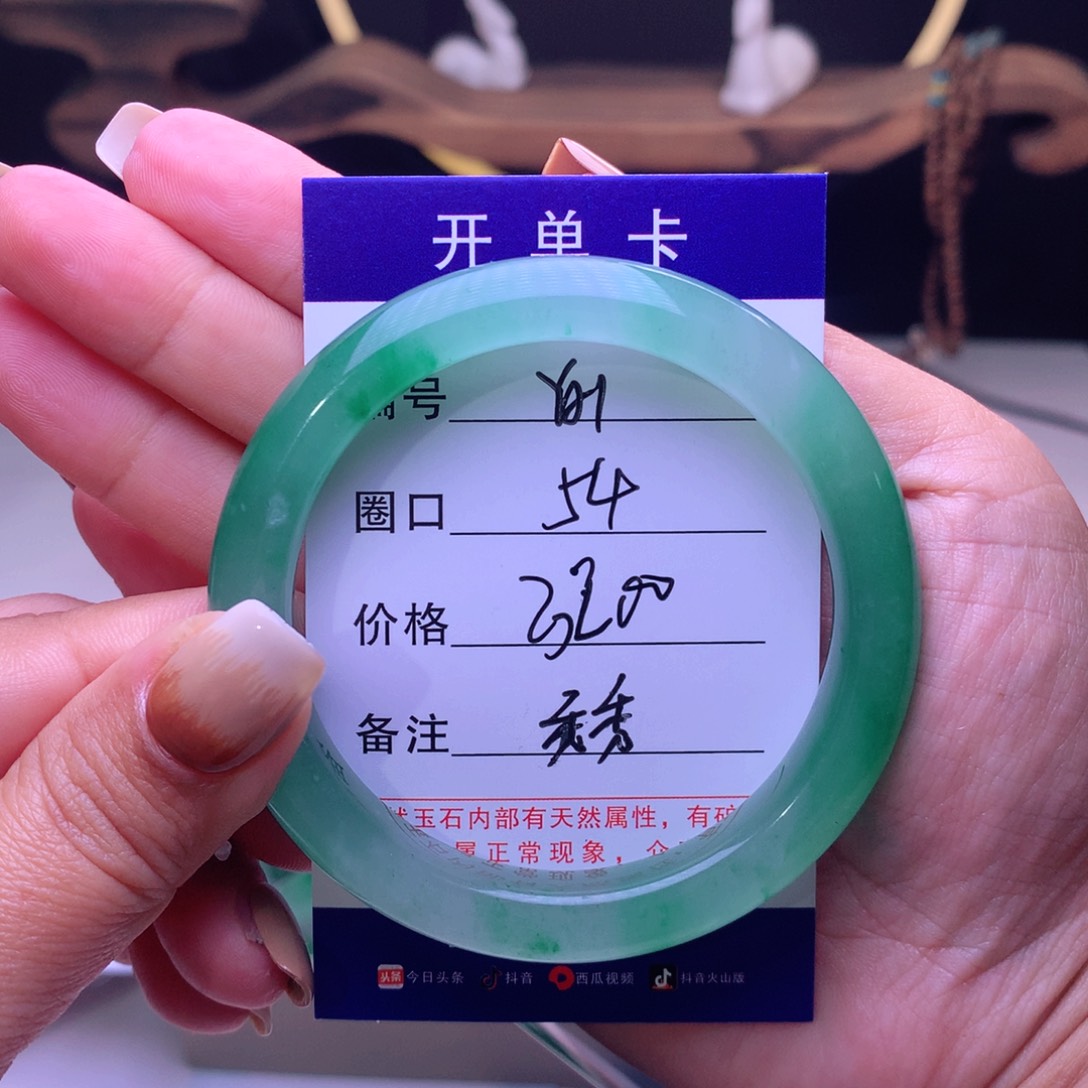 开单卡
号
圈口 54
价格
备注
玉石内部有天然属性，有
属正常现象，
头条 今日头条 抖音 西瓜视频 抖音火山版